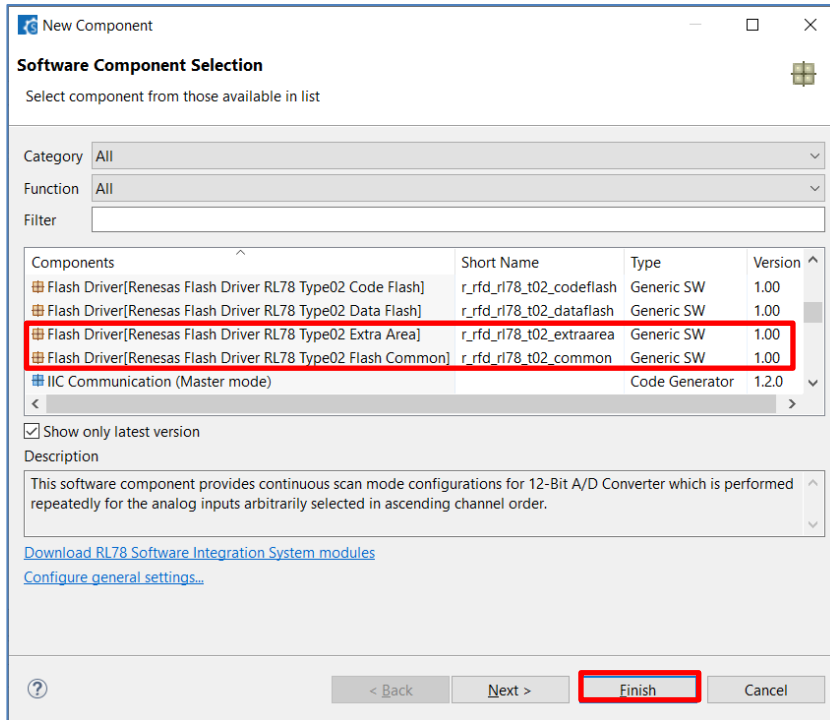 New Component
Software Component Selection
Select component from those available in list
Category All
Function All
Filter
Components Short Name Type Version
Flash Driver[Renesas Flash Driver RL78 Type02 Code Flash] r_rfd_rl78_t02_codeflash Generic SW 1.00
Flash Driver[Renesas Flash Driver RL78 Type02 Data Flash] r_rfd_rl78_t02_dataflash Generic SW 1.00
Flash Driver[Renesas Flash Driver RL78 Type02 Extra Area] r_rfd_rl78_t02_extraarea Generic SW 1.00
Flash Driver[Renesas Flash Driver RL78 Type02 Flash Common] r_rfd_rl78_t02_common Generic SW 1.00
IIC Communication (Master mode) Code Generator 1.2.0
Show only latest version
Description
This software component provides continuous scan mode configurations for 12-Bit A/D Converter which is performed
repeatedly for the analog inputs arbitrarily selected in ascending channel order.
Download RL78 Software Integration System modules
Configure general settings...
? < Back Next > Finish Cancel